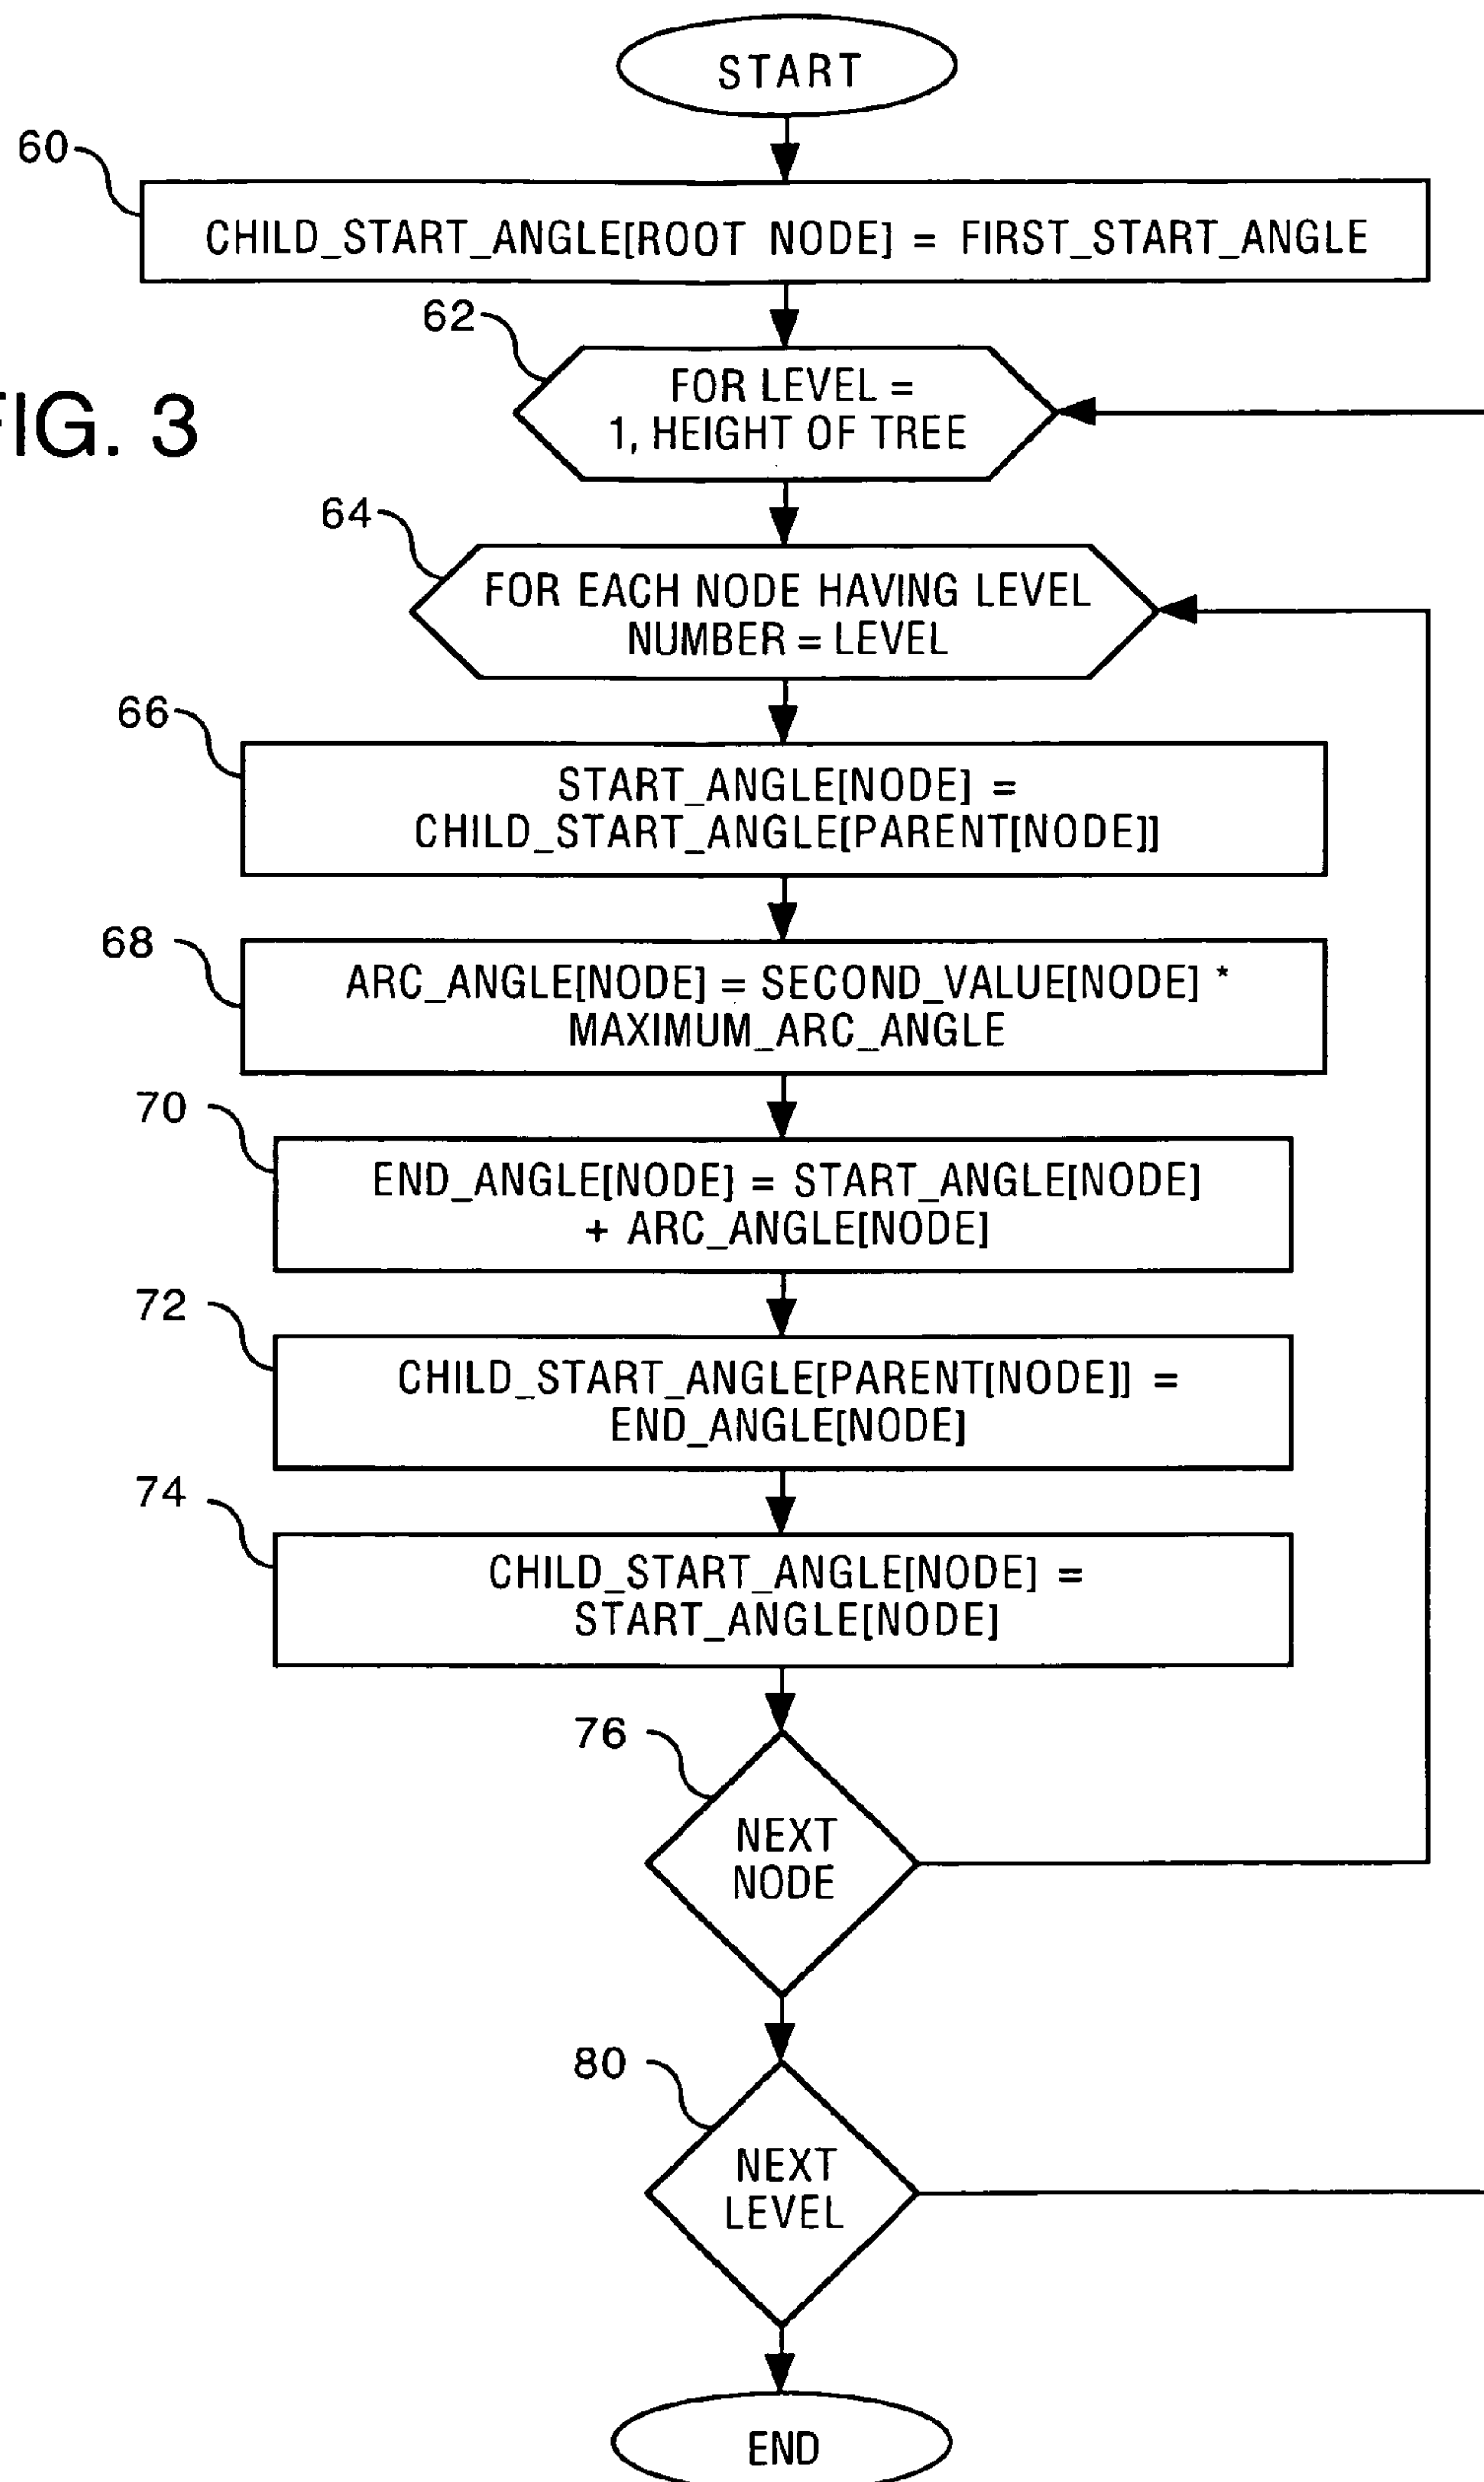 START
60
CHILD_START_ANGLE[ROOT NODE] = FIRST_START_ANGLE
62
FOR LEVEL =
1, HEIGHT OF TREE
FIG. 3
64
FOR EACH NODE HAVING LEVEL
NUMBER = LEVEL
66
START_ANGLE[NODE] =
CHILD_START_ANGLE[PARENT[NODE]]
68
ARC_ANGLE[NODE] = SECOND_VALUE[NODE] *
MAXIMUM_ARC_ANGLE
70
END_ANGLE[NODE] = START_ANGLE[NODE]
+ ARC_ANGLE[NODE]
72
CHILD_START_ANGLE[PARENT[NODE]] =
END_ANGLE[NODE]
74
CHILD_START_ANGLE[NODE] =
START_ANGLE[NODE]
76
NEXT
NODE
80
NEXT
LEVEL
END